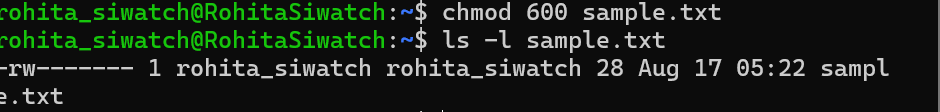 rohita_siwatch@RohitaSiwatch:~$ chmod 600 sample.txt
rohita_siwatch@RohitaSiwatch:~$ ls -l sample.txt
-rw------- 1 rohita_siwatch rohita_siwatch 28 Aug 17 05:22 sampl
e.txt